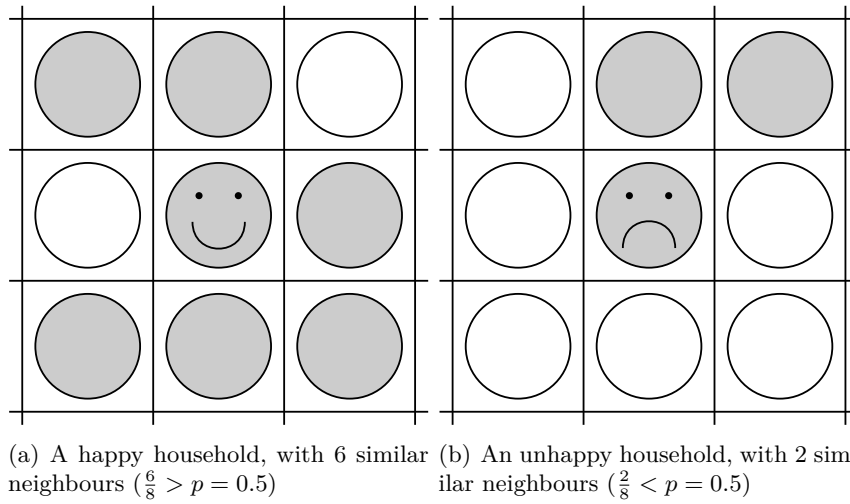 (a) A happy household, with 6 similar
neighbours (6/8 > p = 0.5)
(b) An unhappy household, with 2 sim
ilar neighbours (2/8 < p = 0.5)